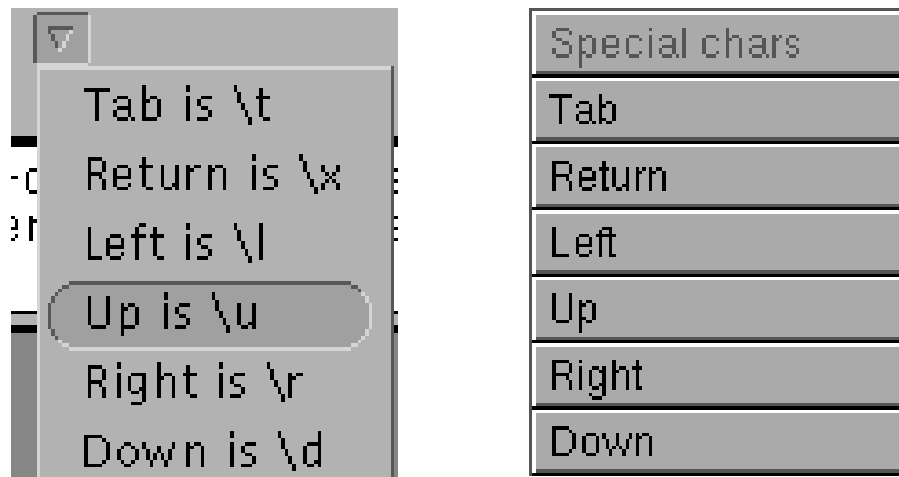 Tab is \t
Return is \x
Left is \l
Up is \u
Right is \r
Down is \d
Special chars
Tab
Return
Left
Up
Right
Down